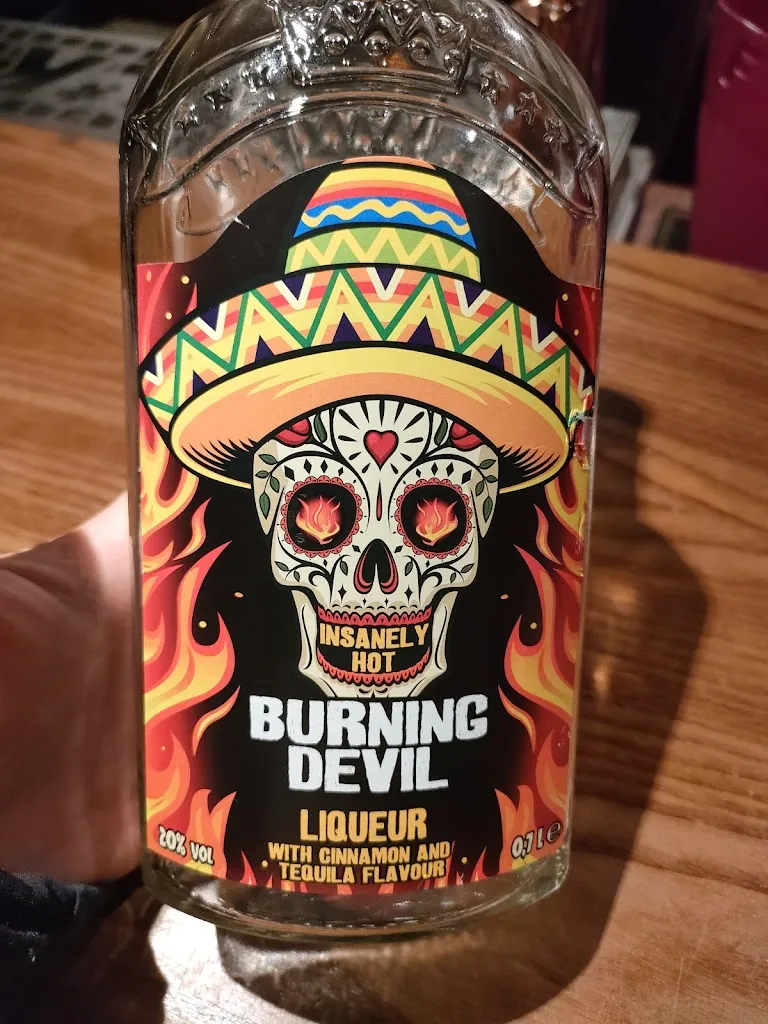 INSANELY
HOT
BURNING
DEVIL
LIQUEUR
WITH CINNAMON AND
TEQUILA FLAVOUR
20% VOL
0,7 L e